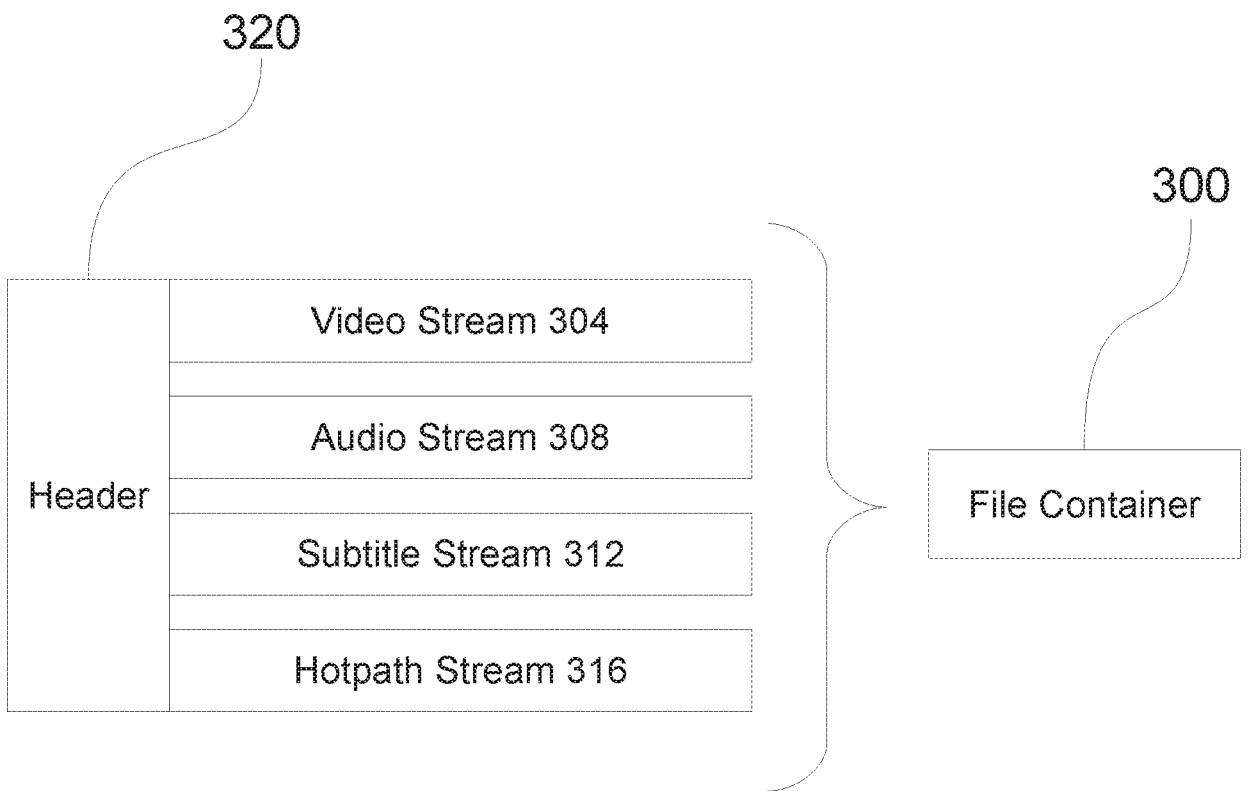 320
300
Header
Video Stream 304
Audio Stream 308
Subtitle Stream 312
Hotpath Stream 316
File Container